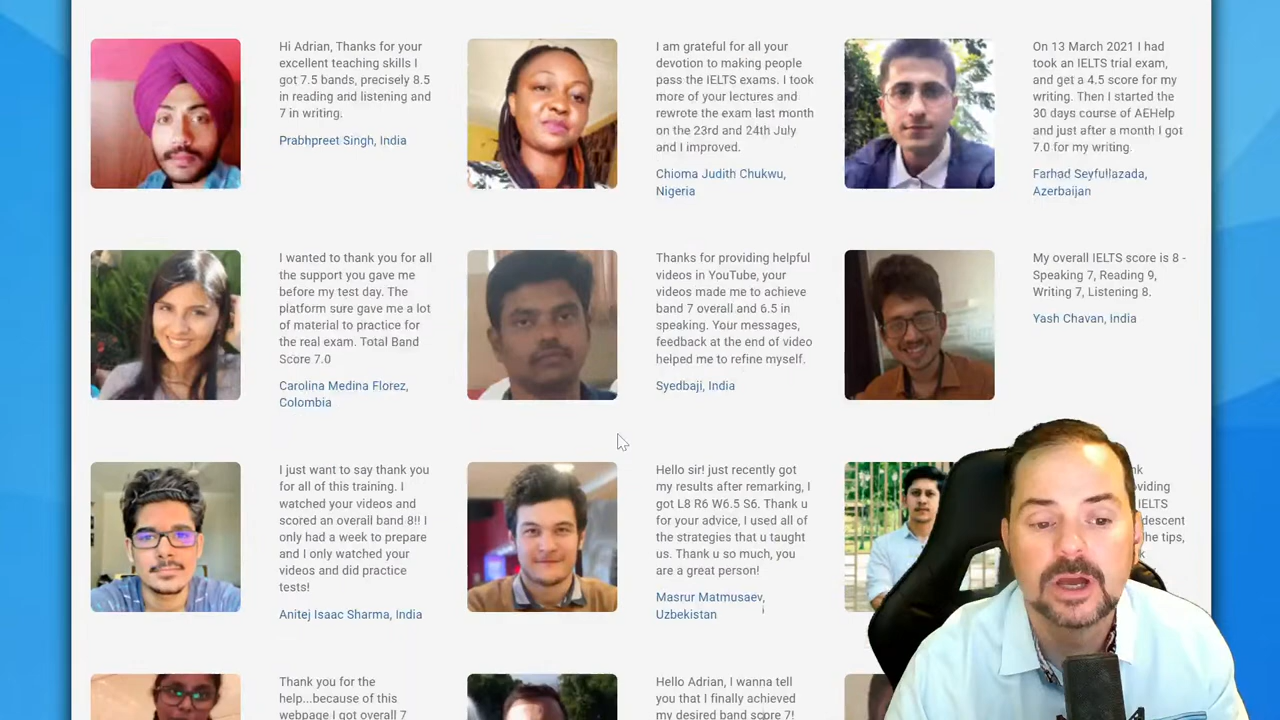 Hi Adrian, Thanks for your
excellent teaching skills I
got 7.5 bands, precisely 8.5
in reading and listening and
7 in writing.
Prabhpreet Singh, India
I am grateful for all your
devotion to making people
pass the IELTS exams. I took
more of your lectures and
rewrote the exam last month
on the 23rd and 24th July
and I improved.
Chioma Judith Chukwu,
Nigeria
On 13 March 2021 I had
took an IELTS trial exam,
and get a 4.5 score for my
writing. Then I started the
30 days course of AEHelp
and just after a month I got
7.0 for my writing.
Farhad Seyfullazada,
Azerbaijan
I wanted to thank you for all
the support you gave me
before my test day. The
platform sure gave me a lot
of material to practice for
the real exam. Total Band
Score 7.0
Carolina Medina Florez,
Colombia
Thanks for providing helpful
videos in YouTube, your
videos made me to achieve
band 7 overall and 6.5 in
speaking. Your messages,
feedback at the end of video
helped me to refine myself.
Syedbaji, India
My overall IELTS score is 8 -
Speaking 7, Reading 9,
Writing 7, Listening 8.
Yash Chavan, India
I just want to say thank you
for all of this training. I
watched your videos and
scored an overall band 8!! I
only had a week to prepare
and I only watched your
videos and did practice
tests!
Anitej Isaac Sharma, India
Hello sir! just recently got
my results after remarking, I
got L8 R6 W6.5 S6. Thank u
for your advice, I used all of
the strategies that u taught
us. Thank u so much, you
are a great person!
Masrur Matmusaev,
Uzbekistan
IELTS
tips,
Thank you for the
help...because of this
webpage I got overall 7
Hello Adrian, I wanna tell
you that I finally achieved
my desired band score 7!